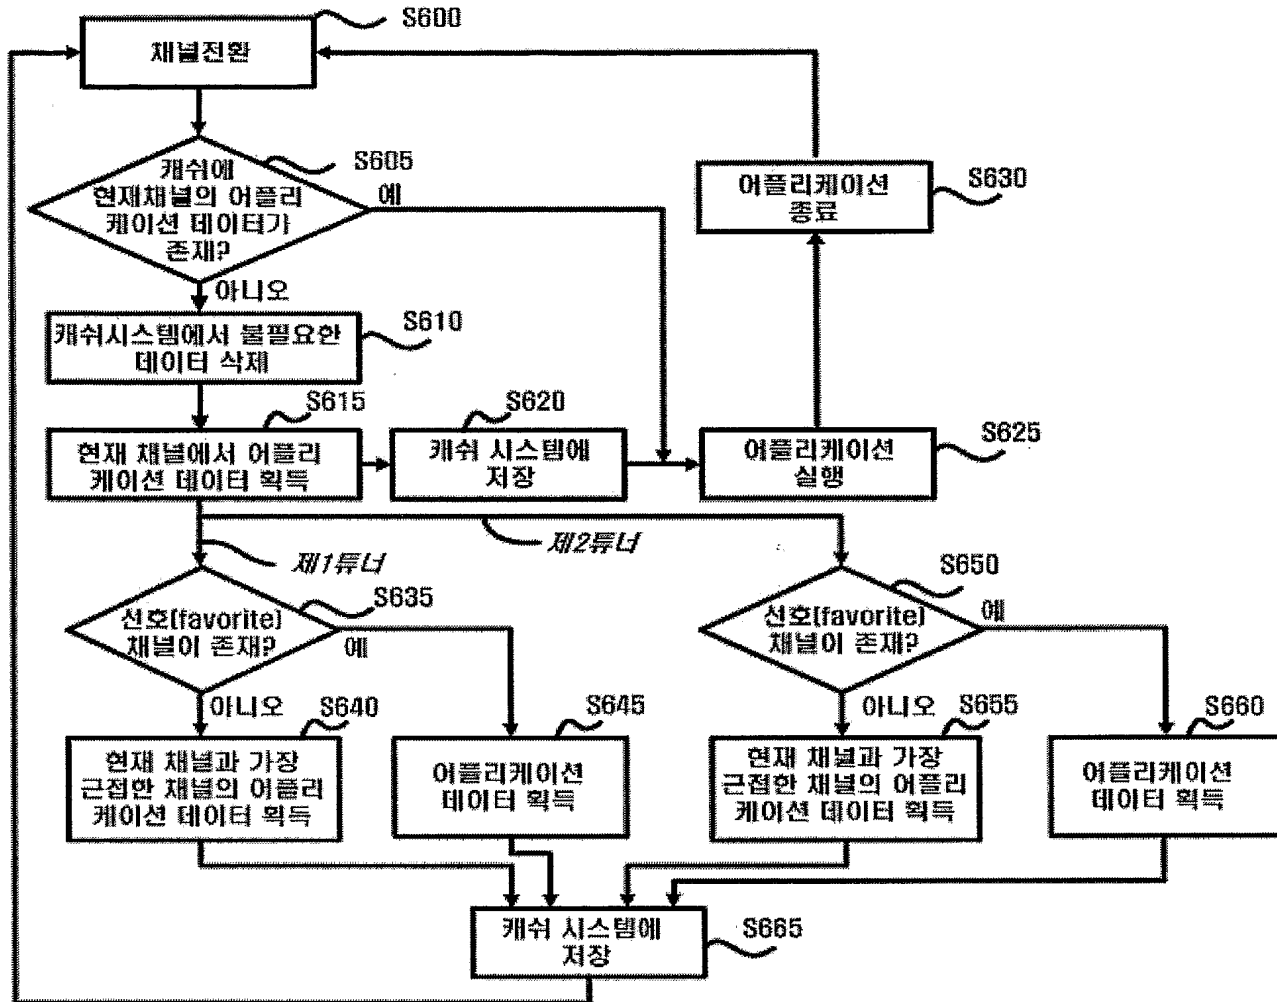 S600
채널전환
S605
캐쉬에
현재채널의 어플리
케이션 데이터가
존재?
예
아니오
어플리케이션
종료
S630
S610
캐쉬시스템에서 불필요한
데이터 삭제
S615
현재 채널에서 어플리
케이션 데이터 획득
S620
캐쉬 시스템에
저장
어플리케이션
실행
S625
제1튜너
제2튜너
S635
선호(favorite)
채널이 존재?
예
아니오
S650
선호(favorite)
채널이 존재?
예
아니오
S640
현재 채널과 가장
근접한 채널의 어플리
케이션 데이터 획득
S645
어플리케이션
데이터 획득
S655
현재 채널과 가장
근접한 채널의 어플리
케이션 데이터 획득
S660
어플리케이션
데이터 획득
캐쉬 시스템에
저장
S665